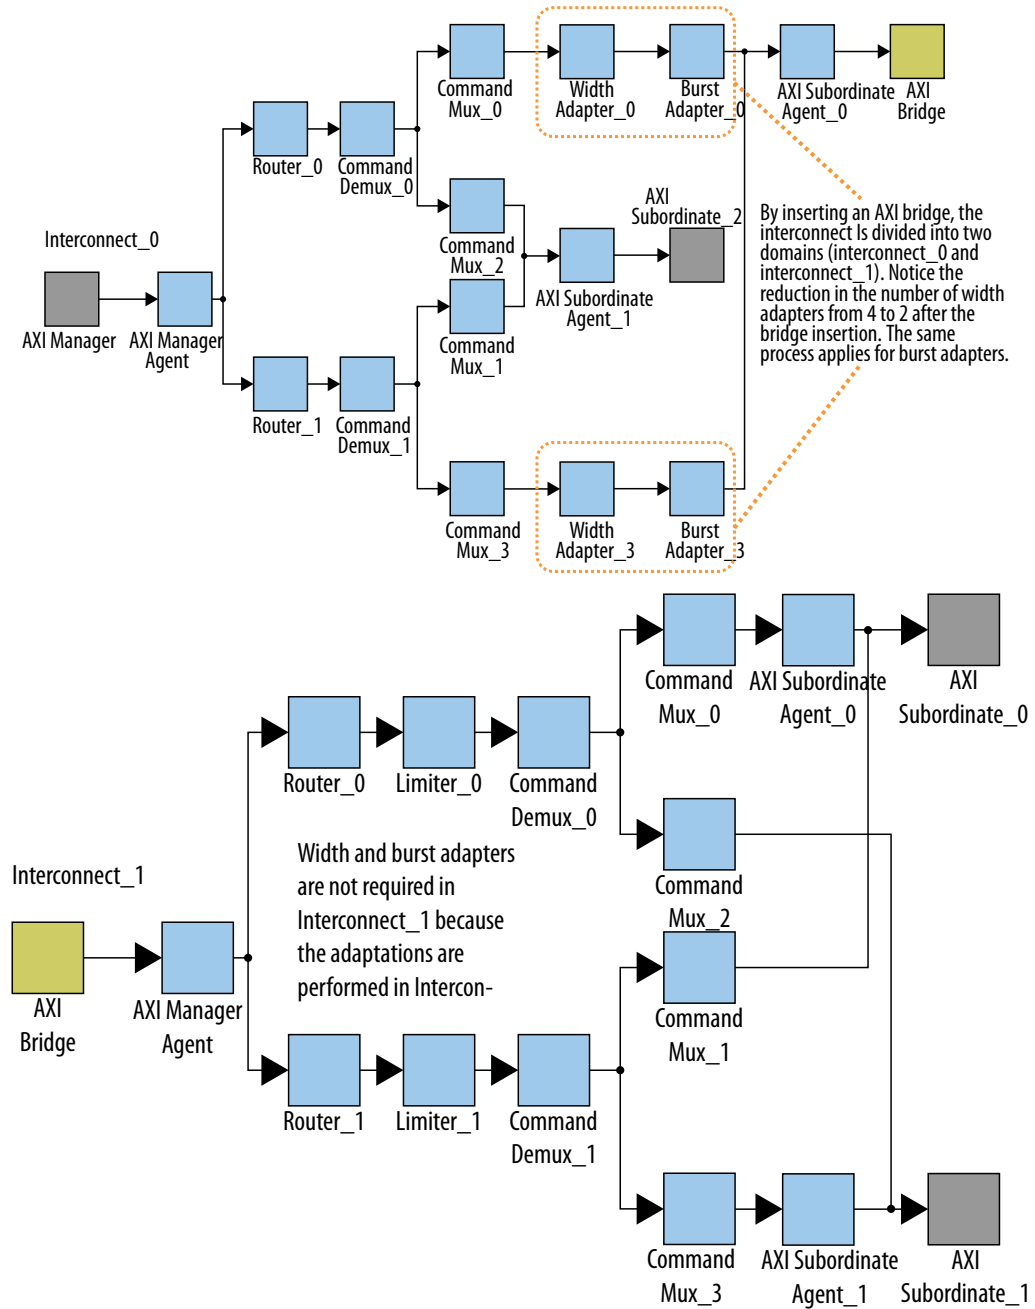 Command
Mux_0
Width
Adapter_0
Burst
Adapter_0
AXI Subordinate
Agent_0
AXI
Bridge
Router_0
Command
Demux_0
AXI
Subordinate_2
By inserting an AXI bridge, the
interconnect Is divided into two
domains (interconnect_0 and
interconnect_1). Notice the
reduction in the number of width
adapters from 4 to 2 after the
bridge insertion. The same
process applies for burst adapters.
Interconnect_0
Command
Mux_2
AXI Manager
AXI Manager
Agent
AXI Subordinate
Agent_1
Command
Mux_1
Router_1
Command
Demux_1
Command
Mux_3
Width
Adapter_3
Burst
Adapter_3
Command
Mux_0
AXI Subordinate
Agent_0
AXI
Subordinate_0
Router_0
Limiter_0
Command
Demux_0
Width and burst adapters
are not required in
Interconnect_1 because
the adaptations are
performed in Intercon-
Interconnect_1
Command
Mux_2
AXI
Bridge
AXI Manager
Agent
Command
Mux_1
Router_1
Limiter_1
Command
Demux_1
Command
Mux_3
AXI Subordinate
Agent_1
AXI
Subordinate_1